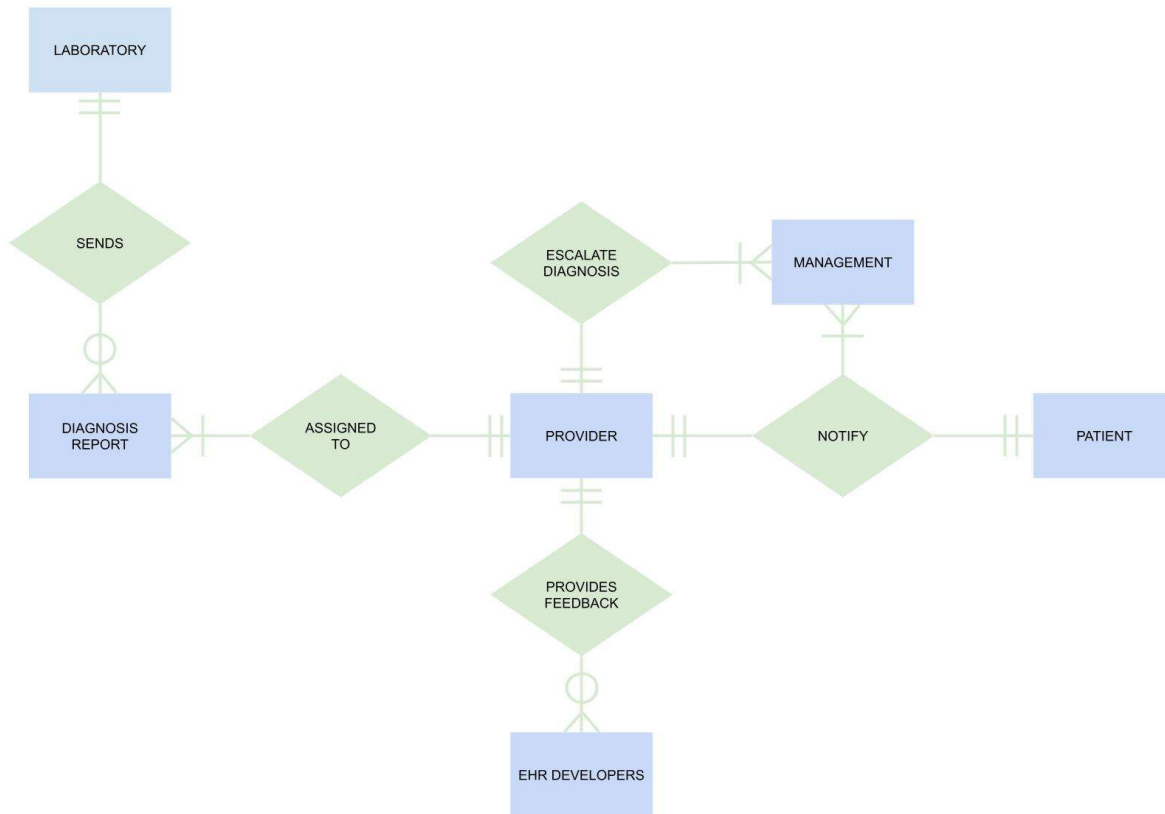 LABORATORY
SENDS
ESCALATE
DIAGNOSIS
MANAGEMENT
DIAGNOSIS
REPORT
ASSIGNED
TO
PROVIDER
NOTIFY
PATIENT
PROVIDES
FEEDBACK
EHR DEVELOPERS